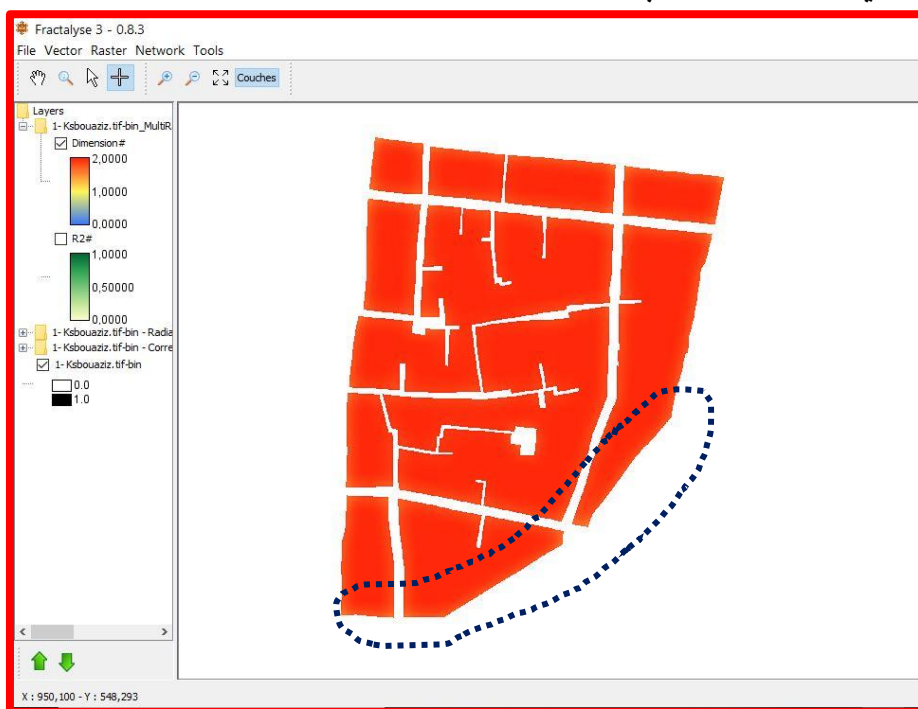 Fractalyse 3 - 0.8.3
File Vector Raster Network Tools
Couches
Layers
1- Ksbouaziz.tif-bin_MultiR
Dimension#
2,0000
1,0000
0,0000
R2#
1,0000
0,50000
0,0000
1- Ksbouaziz.tif-bin - Radia
1- Ksbouaziz.tif-bin - Corre
1- Ksbouaziz.tif-bin
0.0
1.0
X : 950,100 - Y : 548,293